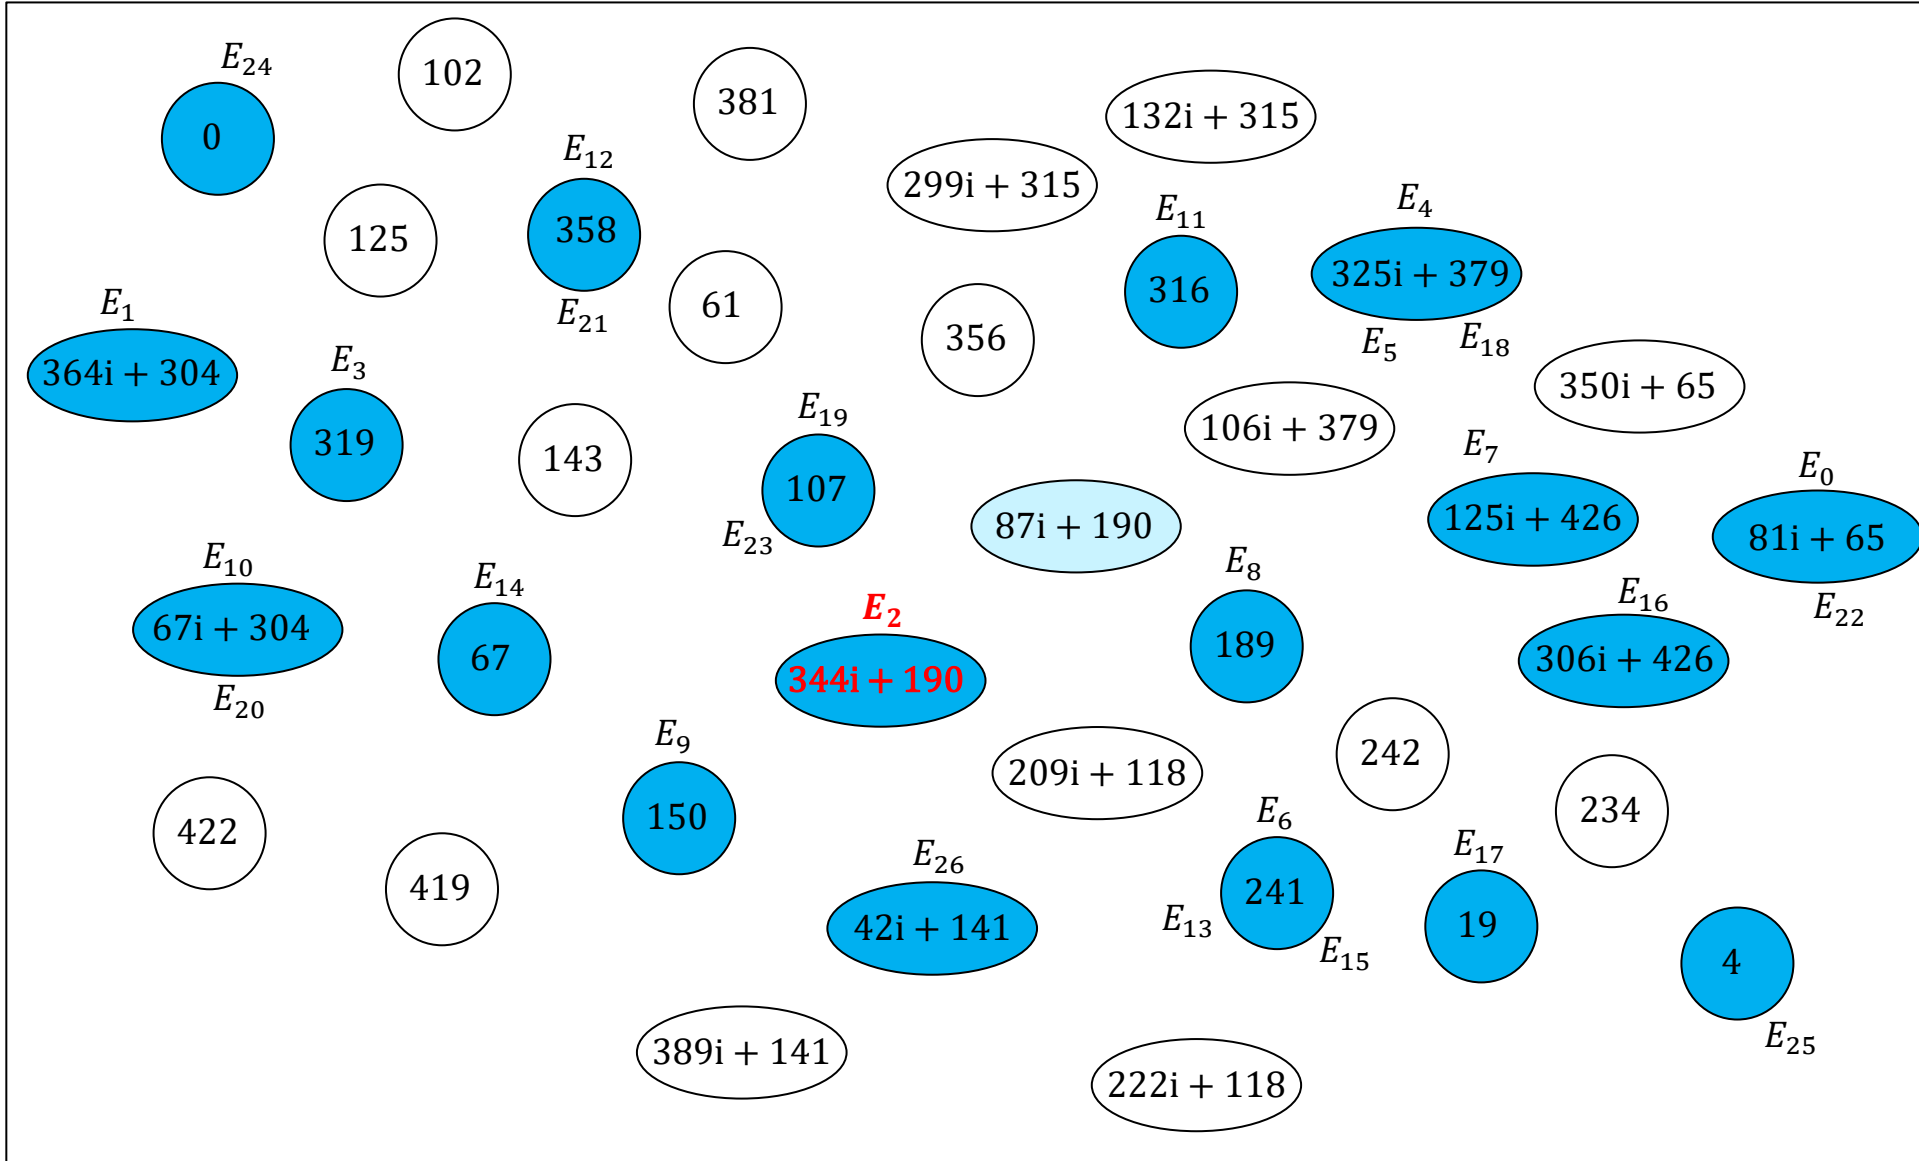 E₂₄
102
381
132i + 315
0
E₁₂
299i + 315
125
358
E₁₁
E₄
E₂₁
61
316
325i + 379
E₁
356
E₅
E₁₈
364i + 304
E₃
350i + 65
319
143
E₁₉
106i + 379
E₇
E₀
107
125i + 426
81i + 65
E₂₃
87i + 190
E₁₀
E₁₄
E₈
E₁₆
E₂₂
67i + 304
67
E₂
189
306i + 426
E₂₀
344i + 190
E₉
242
422
150
209i + 118
234
E₆
419
E₂₆
241
E₁₇
42i + 141
E₁₃
19
E₁₅
4
389i + 141
E₂₅
222i + 118